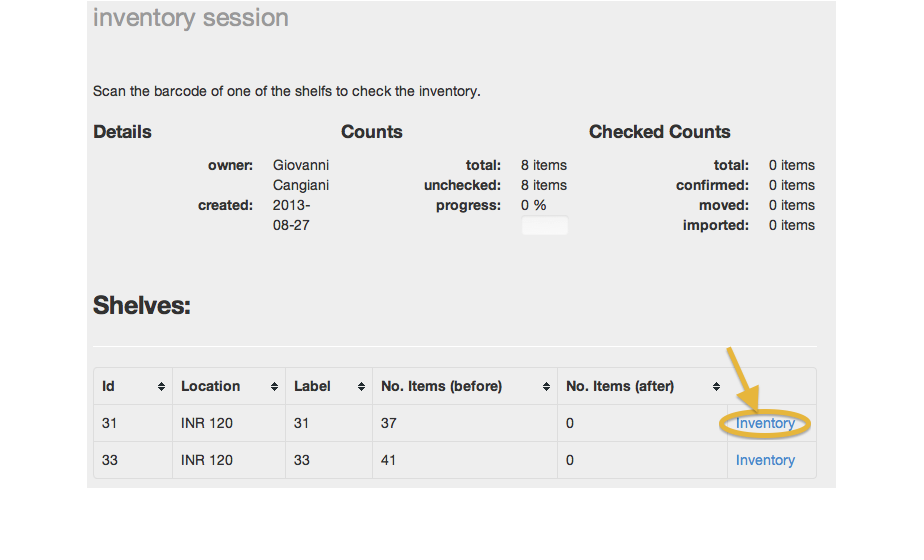 inventory session
Scan the barcode of one of the shelfs to check the inventory.
Details Counts Checked Counts
owner: Giovanni total: 8 items total: 0 items
Cangiani unchecked: 8 items confirmed: 0 items
created: 2013- progress: 0 % moved: 0 items
08-27 imported: 0 items
Shelves:
Id Location Label No. Items (before) No. Items (after)
31 INR 120 31 37 0 Inventory
33 INR 120 33 41 0 Inventory